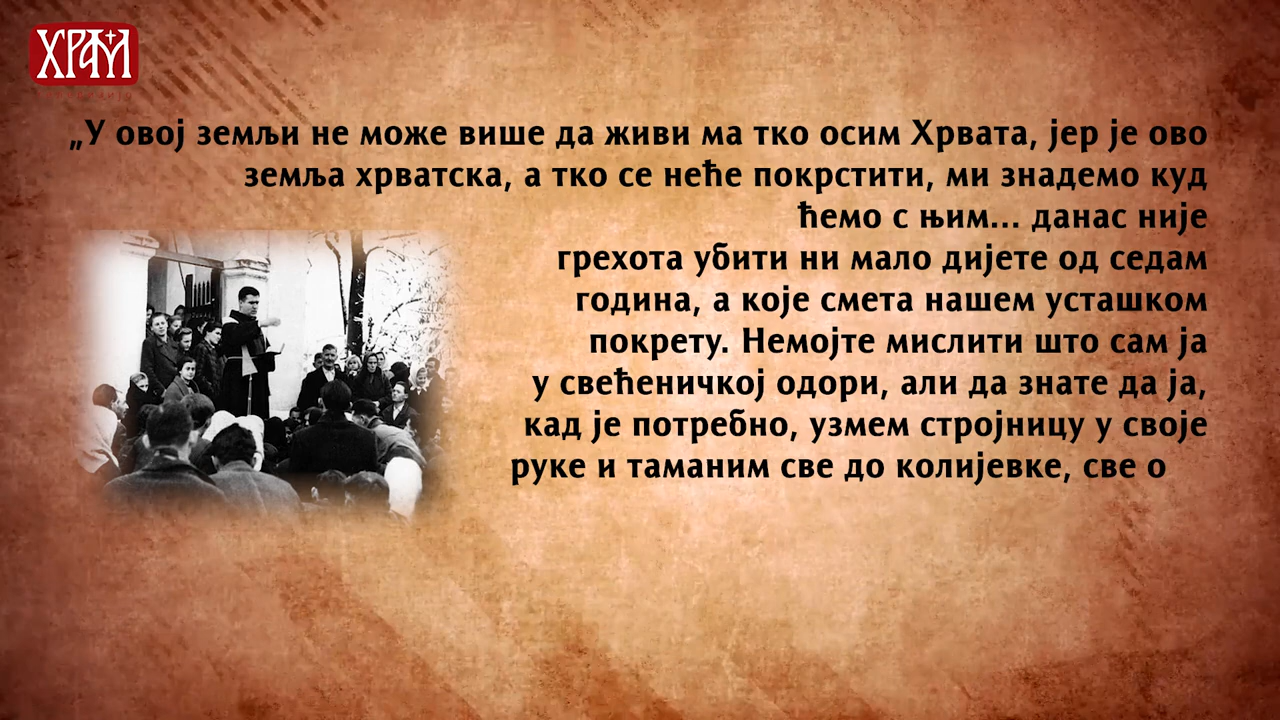 ХРАМ
„У овој земљи не може више да живи ма тко осим Хрвата, јер је ово
земља хрватска, а тко се неће покрстити, ми знадемо куд
ћемо с њим... данас није
грехота убити ни мало дијете од седам
година, а које смета нашем усташком
покрету. Немојте мислити што сам ја
у свећеничкој одори, али да знате да ја,
кад је потребно, узмем стројницу у своје
руке и таманим све до колијевке, све о